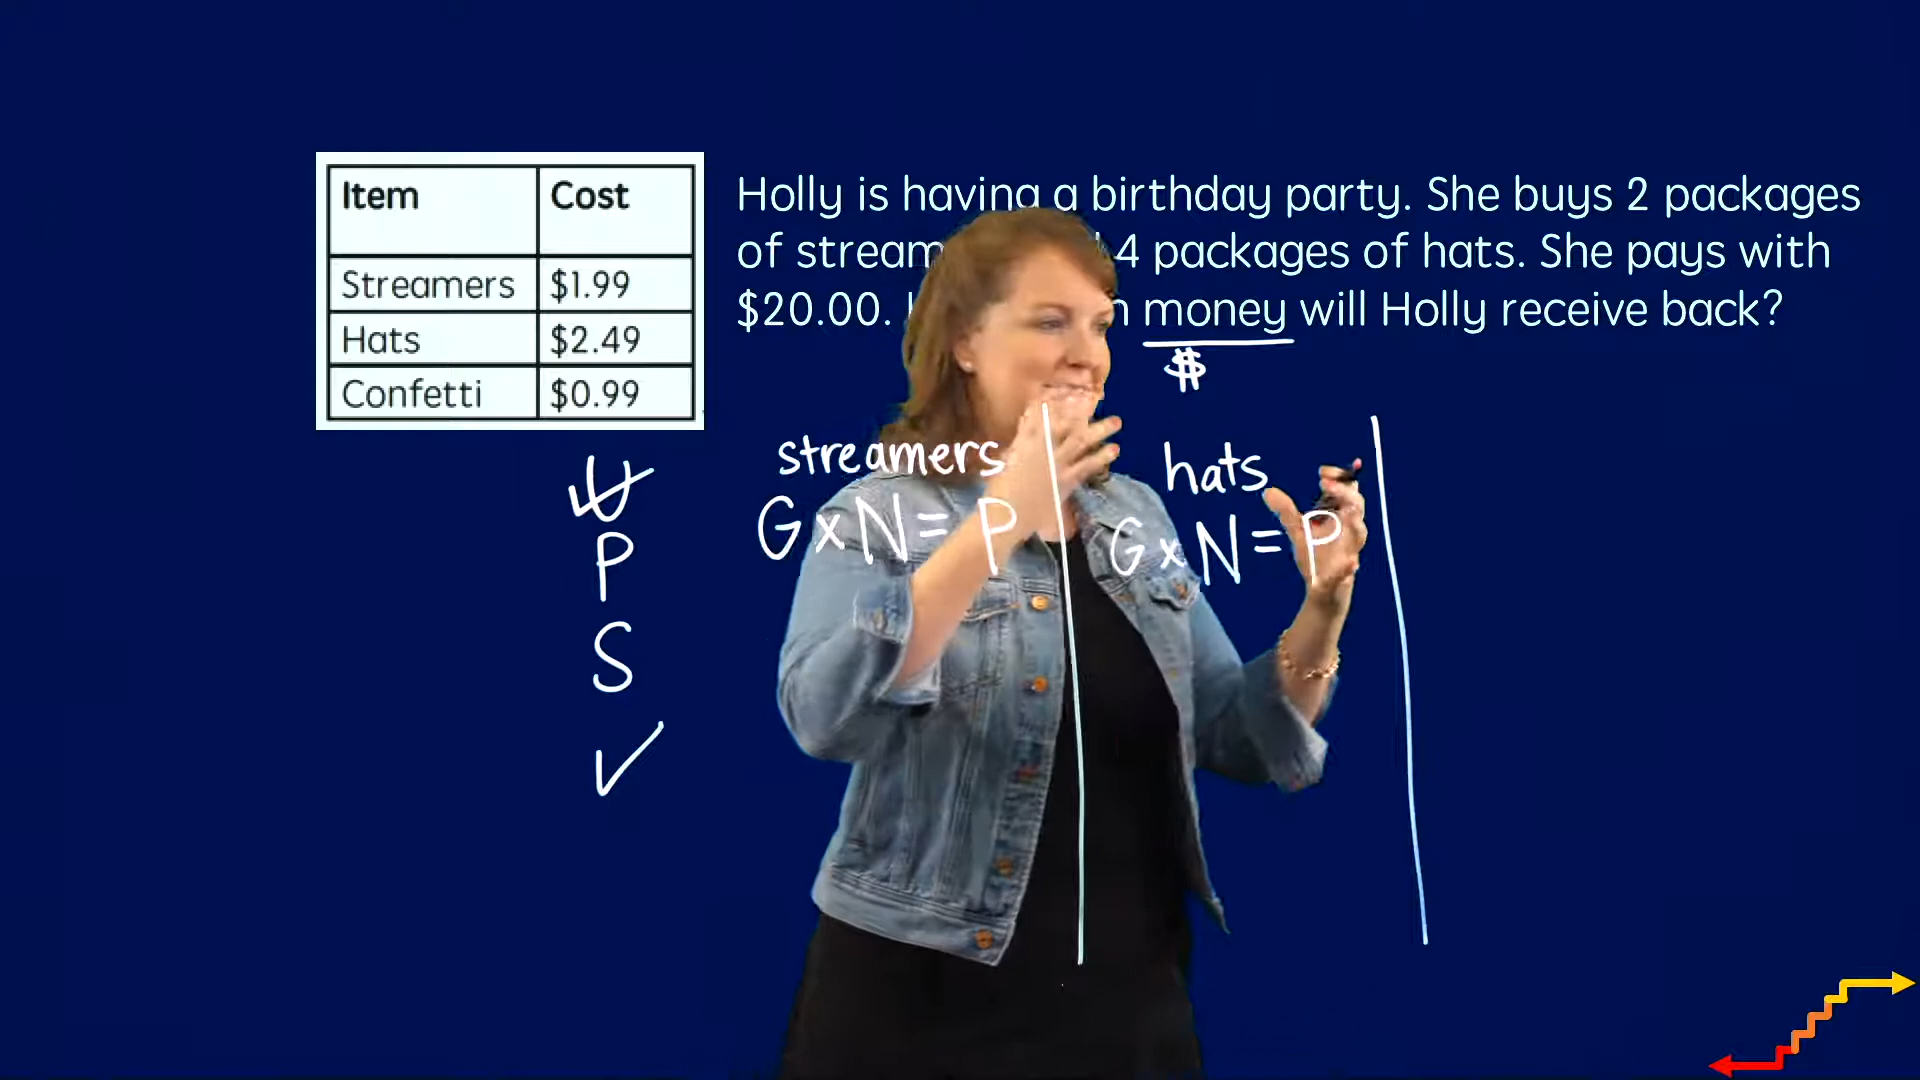 Item Cost
Streamers $1.99
Hats $2.49
Confetti $0.99
Holly is having a birthday party. She buys 2 packages
of 4 packages of hats. She pays with
$20.00. money will Holly receive back?
$
U
P
S
✓
streamers
G x N = P
hats
G x N = P